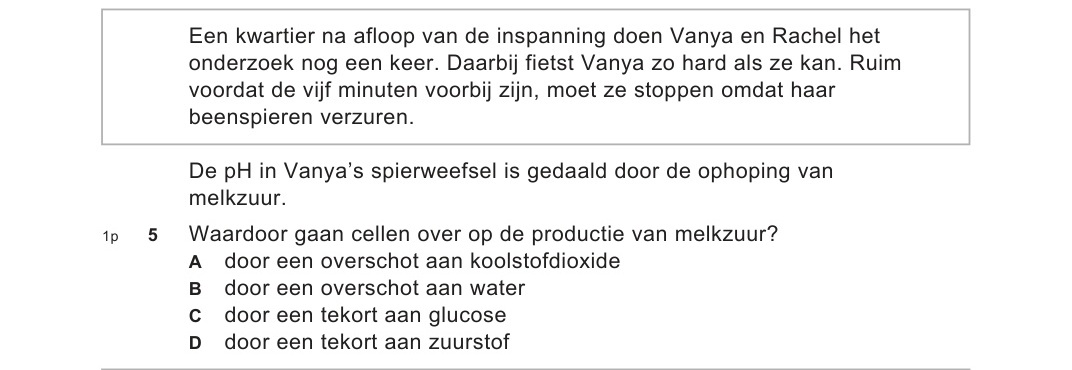 Een kwartier na afloop van de inspanning doen Vanya en Rachel het
onderzoek nog een keer. Daarbij fietst Vanya zo hard als ze kan. Ruim
voordat de vijf minuten voorbij zijn, moet ze stoppen omdat haar
beenspieren verzuren.
De pH in Vanya's spierweefsel is gedaald door de ophoping van
melkzuur.
1p 5 Waardoor gaan cellen over op de productie van melkzuur?
A door een overschot aan koolstofdioxide
B door een overschot aan water
C door een tekort aan glucose
D door een tekort aan zuurstof